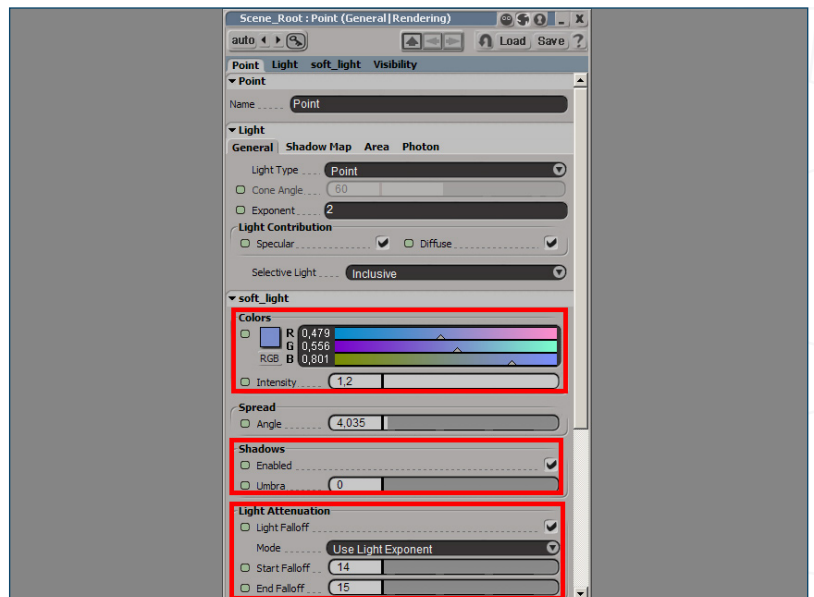 Scene_Root : Point (General|Rendering)
auto Load Save ?
Point Light soft_light Visibility
Point
Name Point
Light
General Shadow Map Area Photon
Light Type Point
Cone Angle 60
Exponent 2
Light Contribution
Specular Diffuse
Selective Light Inclusive
soft_light
Colors
R 0,479
G 0,556
RGB B 0,801
Intensity 1,2
Spread
Angle 4,035
Shadows
Enabled
Umbra 0
Light Attenuation
Light Falloff
Mode Use Light Exponent
Start Falloff 14
End Falloff 15